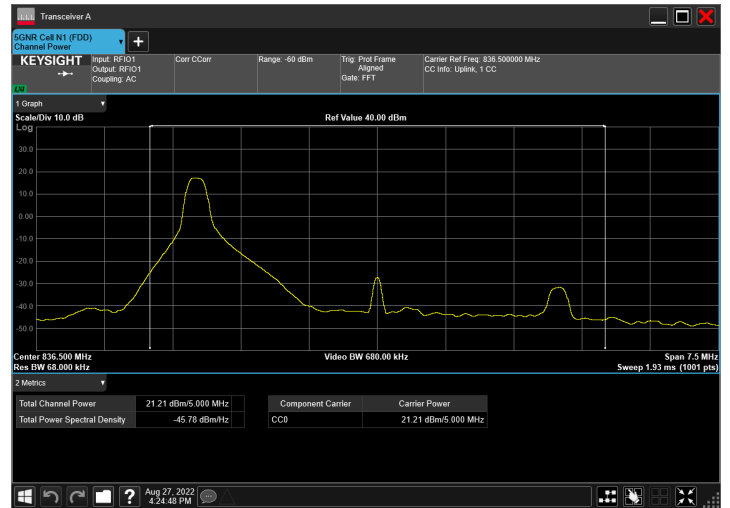 Transceiver A
5GNR Cell N1 (FDD)
Channel Power
KEYSIGHT
LXI
Input: RFIO1
Output: RFIO1
Coupling: AC
Corr CCorr
Range: -60 dBm
Trig: Prot Frame
Aligned
Gate: FFT
Carrier Ref Freq: 836.500000 MHz
CC Info: Uplink, 1 CC
1 Graph
Scale/Div 10.0 dB
Ref Value 40.00 dBm
Log
30.0
20.0
10.0
0.00
-10.0
-20.0
-30.0
-40.0
-50.0
Center 836.500 MHz
Video BW 680.00 kHz
Span 7.5 MHz
Res BW 68.000 kHz
Sweep 1.93 ms (1001 pts)
2 Metrics
Total Channel Power 21.21 dBm/5.000 MHz
Total Power Spectral Density -45.78 dBm/Hz
Component Carrier Carrier Power
CC0 21.21 dBm/5.000 MHz
?
Aug 27, 2022
4:24:48 PM